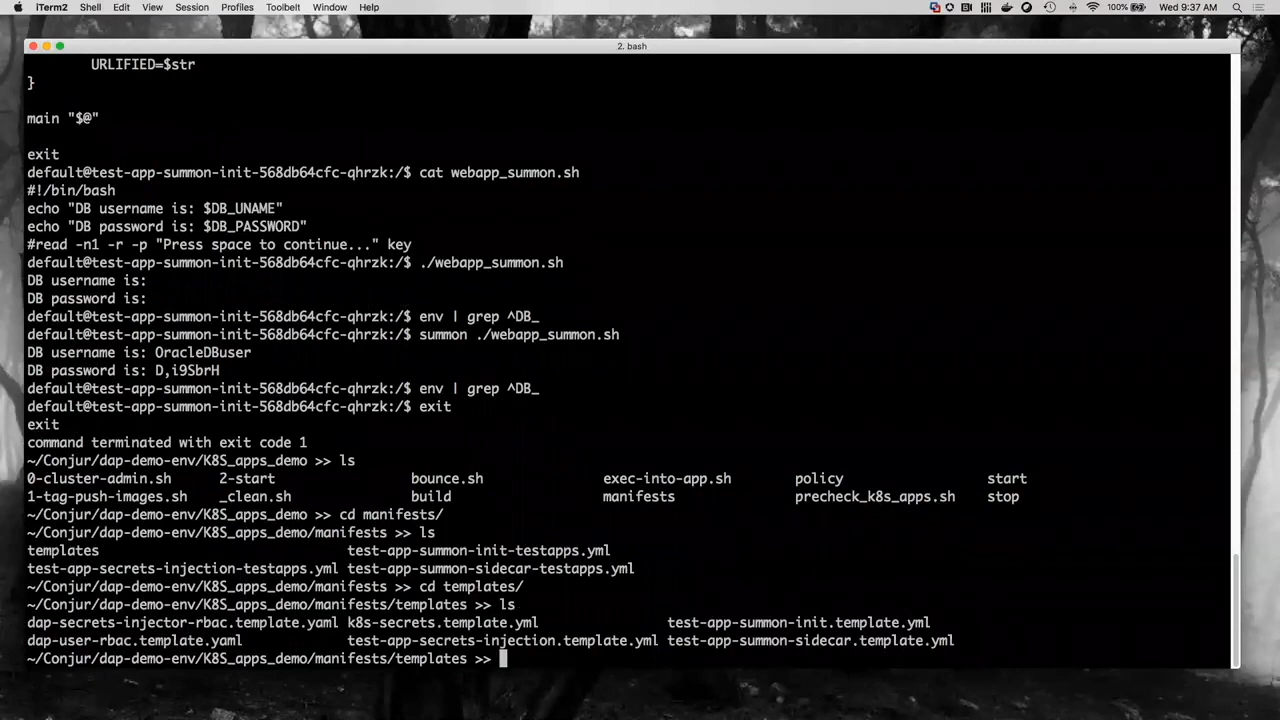 iTerm2 Shell Edit View Session Profiles Toolbelt Window Help 100% Wed 9:37 AM
2. bash
URLIFIED=$str
}
main "$@"
exit
default@test-app-summon-init-568db64cfc-qhrzk:/$ cat webapp_summon.sh
#!/bin/bash
echo "DB username is: $DB_UNAME"
echo "DB password is: $DB_PASSWORD"
#read -n1 -r -p "Press space to continue..." key
default@test-app-summon-init-568db64cfc-qhrzk:/$ ./webapp_summon.sh
DB username is:
DB password is:
default@test-app-summon-init-568db64cfc-qhrzk:/$ env | grep ^DB_
default@test-app-summon-init-568db64cfc-qhrzk:/$ summon ./webapp_summon.sh
DB username is: OracleDBuser
DB password is: D,i9SbrH
default@test-app-summon-init-568db64cfc-qhrzk:/$ env | grep ^DB_
default@test-app-summon-init-568db64cfc-qhrzk:/$ exit
exit
command terminated with exit code 1
~/Conjur/dap-demo-env/K8S_apps_demo >> ls
0-cluster-admin.sh 2-start bounce.sh exec-into-app.sh policy start
1-tag-push-images.sh _clean.sh build manifests precheck_k8s_apps.sh stop
~/Conjur/dap-demo-env/K8S_apps_demo >> cd manifests/
~/Conjur/dap-demo-env/K8S_apps_demo/manifests >> ls
templates test-app-summon-init-testapps.yml
test-app-secrets-injection-testapps.yml test-app-summon-sidecar-testapps.yml
~/Conjur/dap-demo-env/K8S_apps_demo/manifests >> cd templates/
~/Conjur/dap-demo-env/K8S_apps_demo/manifests/templates >> ls
dap-secrets-injector-rbac.template.yaml k8s-secrets.template.yml test-app-summon-init.template.yml
dap-user-rbac.template.yaml test-app-secrets-injection.template.yml test-app-summon-sidecar.template.yml
~/Conjur/dap-demo-env/K8S_apps_demo/manifests/templates >>